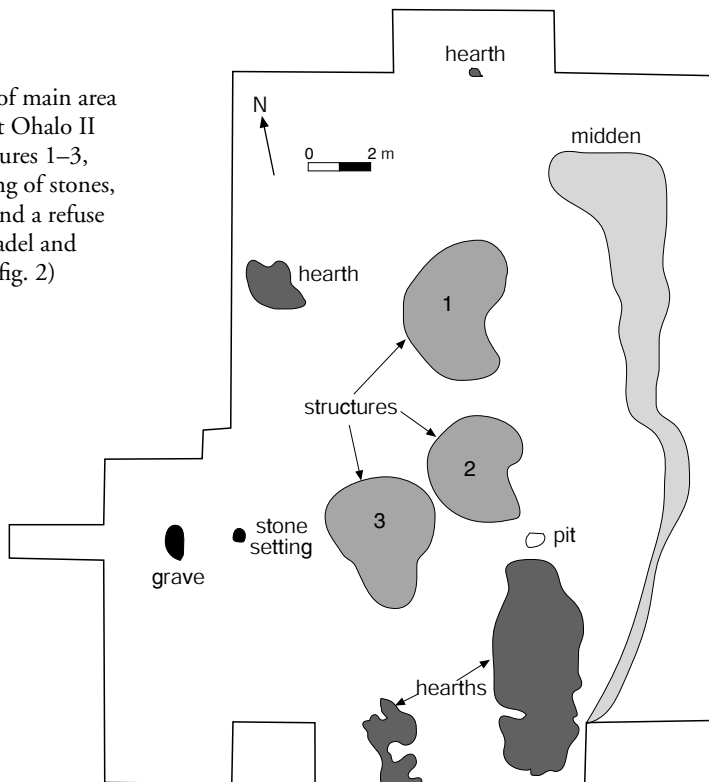 of main area
t Ohalo II
ures 1–3,
ng of stones,
nd a refuse
adel and
fig. 2)
hearth
N
0 2 m
midden
hearth
1
structures
2
3
stone
setting
pit
grave
hearths